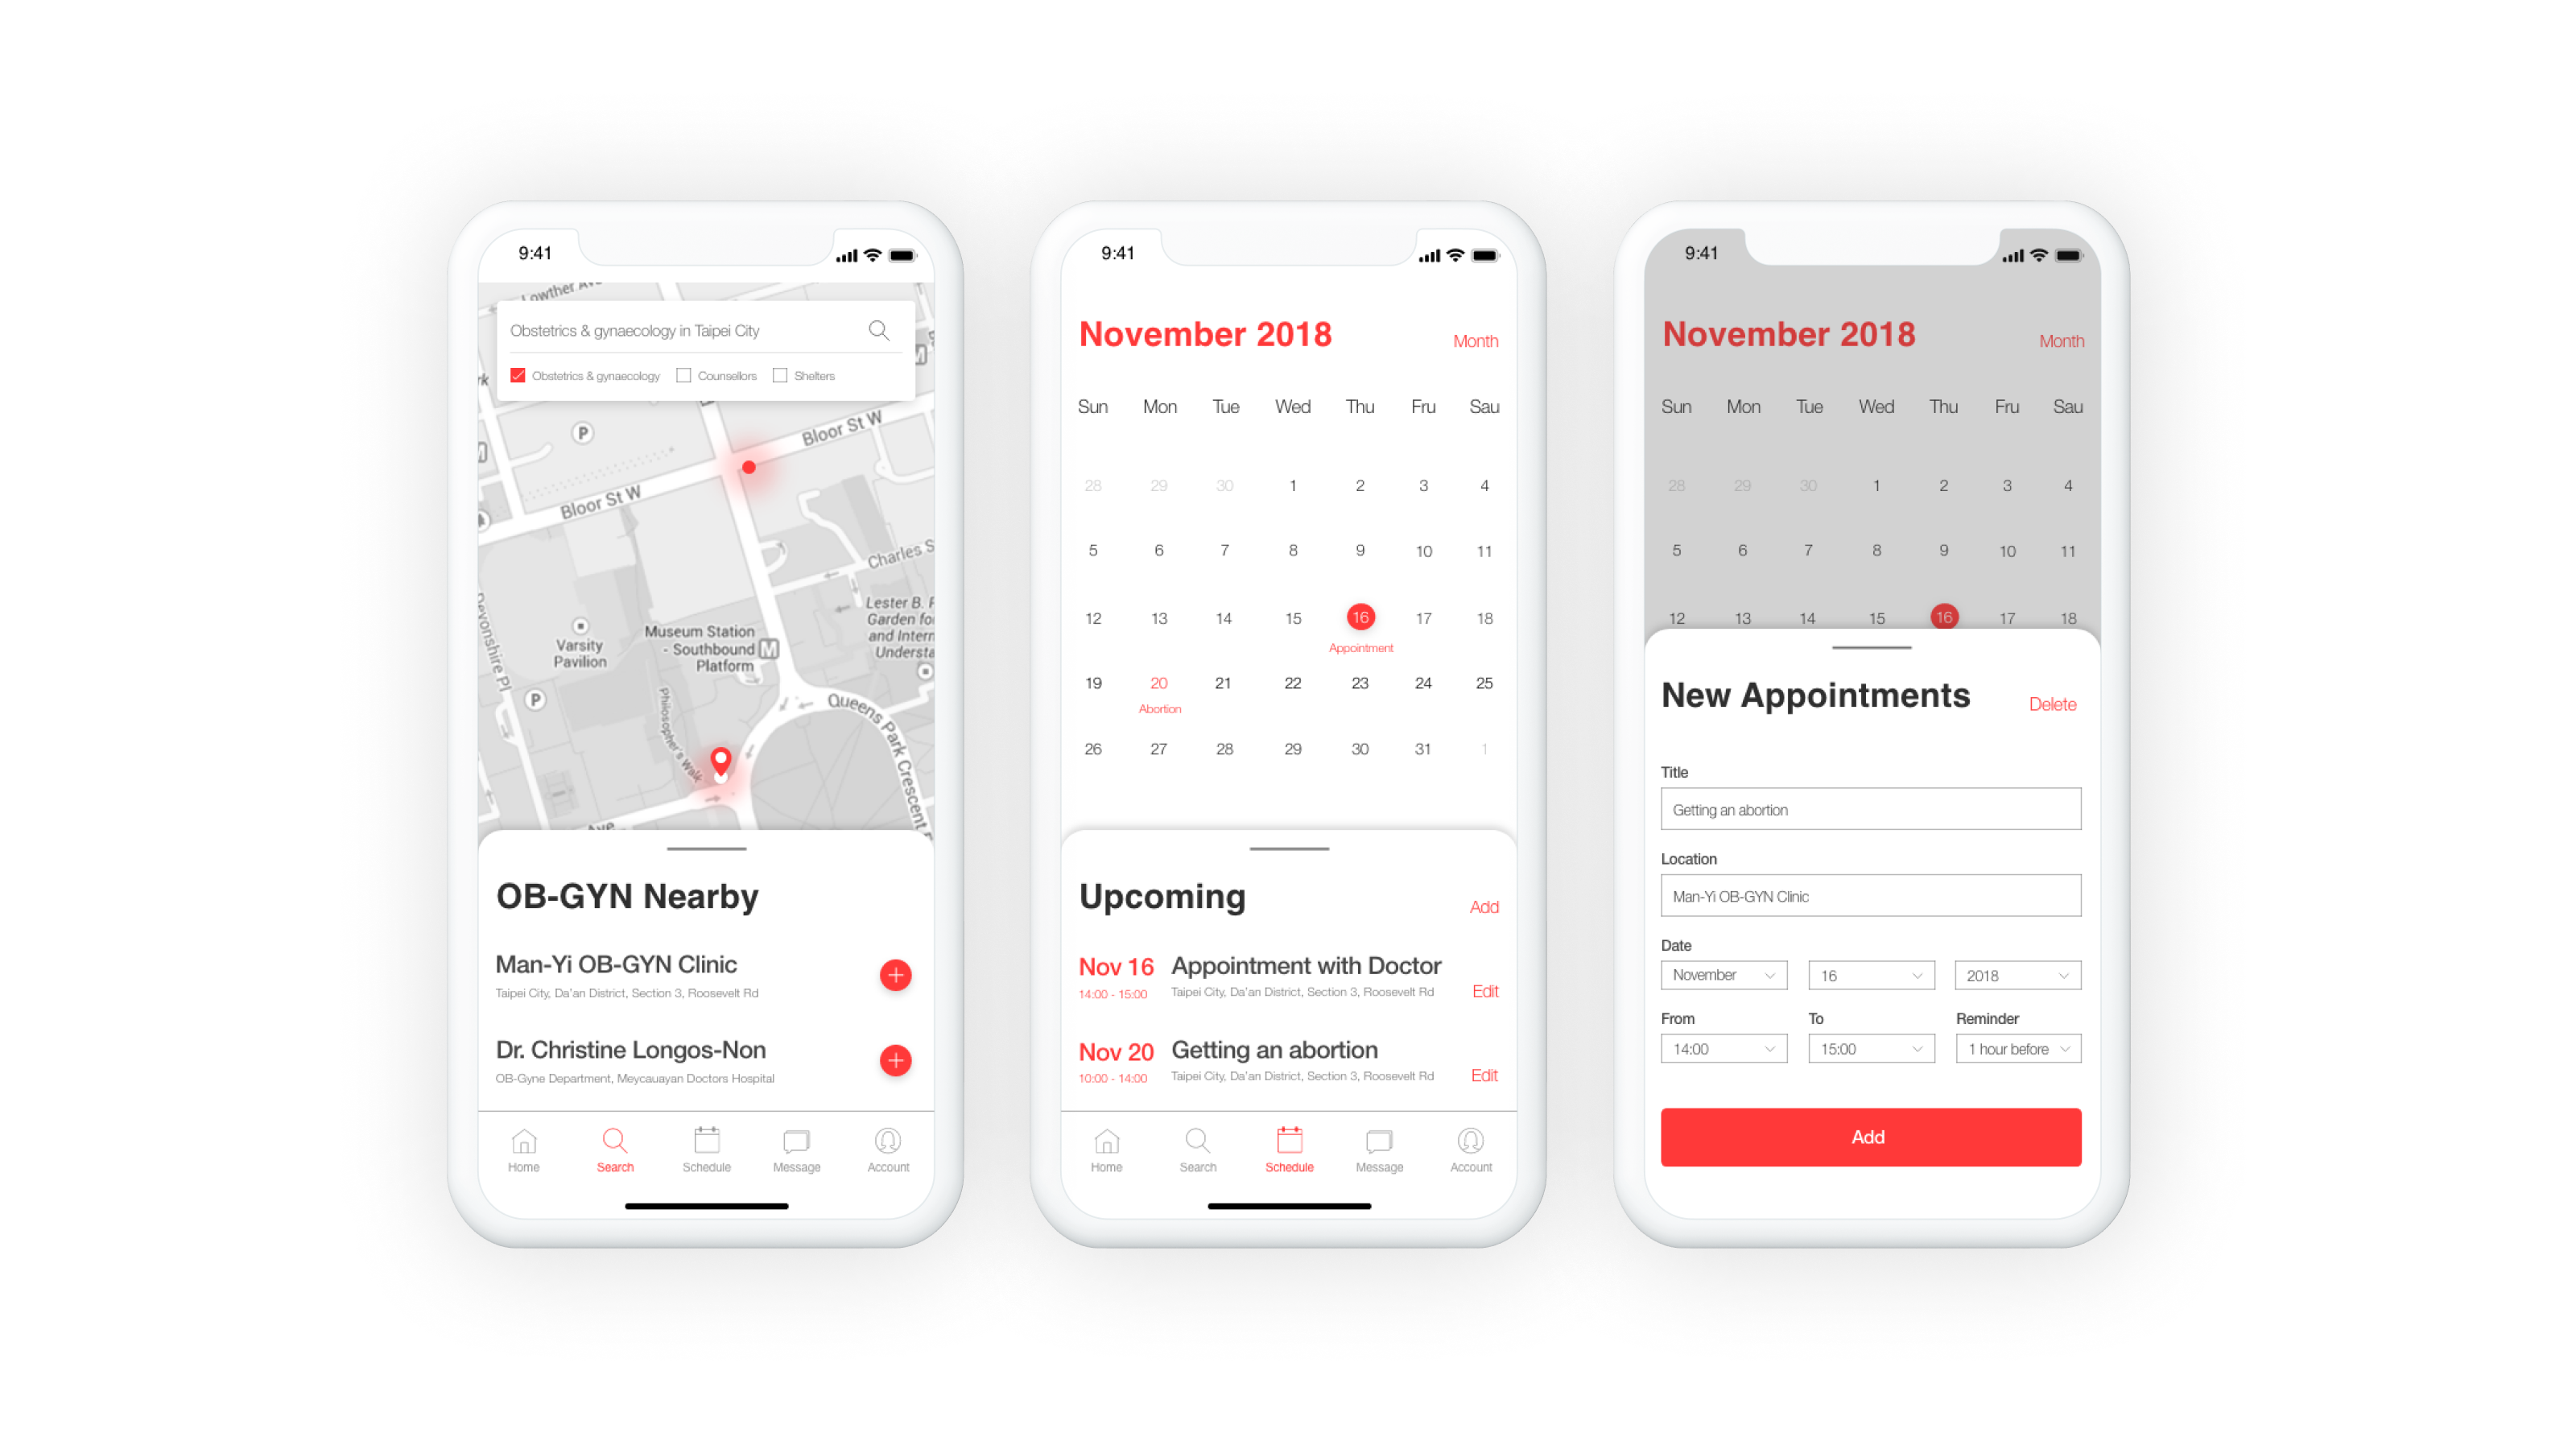 9:41
Lowther Av
Obstetrics & gynaecology in Taipei City
Obstetrics & gynaecology Counsellors Shelters
P
Bloor St W
Bloor St W
Charles S
Devonshire Pl
Lester B. P
Garden fo
and Intern
Understa
Varsity
Pavilion
Museum Station
- Southbound
Platform
M
P
Philosopher's Walk
Queens Park Crescent
Ave
OB-GYN Nearby
Man-Yi OB-GYN Clinic
Taipei City, Da'an District, Section 3, Roosevelt Rd
Dr. Christine Longos-Non
OB-Gyne Department, Meycauayan Doctors Hospital
Home Search Schedule Message Account
9:41
November 2018 Month
Sun Mon Tue Wed Thu Fru Sau
28 29 30 1 2 3 4
5 6 7 8 9 10 11
12 13 14 15 16 17 18
Appointment
19 20 21 22 23 24 25
Abortion
26 27 28 29 30 31 1
Upcoming Add
Nov 16 Appointment with Doctor
14:00 - 15:00 Taipei City, Da'an District, Section 3, Roosevelt Rd Edit
Nov 20 Getting an abortion
10:00 - 14:00 Taipei City, Da'an District, Section 3, Roosevelt Rd Edit
Home Search Schedule Message Account
9:41
November 2018 Month
Sun Mon Tue Wed Thu Fru Sau
28 29 30 1 2 3 4
5 6 7 8 9 10 11
12 13 14 15 16 17 18
New Appointments Delete
Title
Getting an abortion
Location
Man-Yi OB-GYN Clinic
Date
November 16 2018
From To Reminder
14:00 15:00 1 hour before
Add